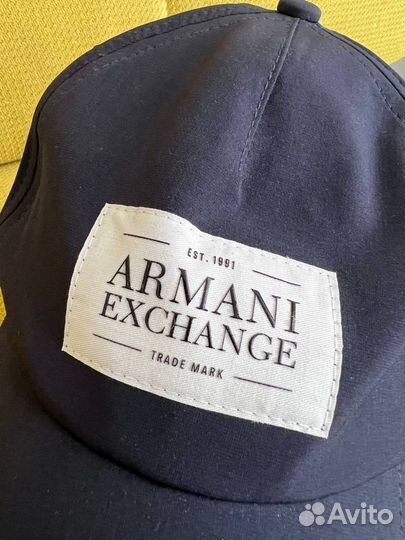 EST. 1991
ARMANI
EXCHANGE
TRADE MARK
Avito